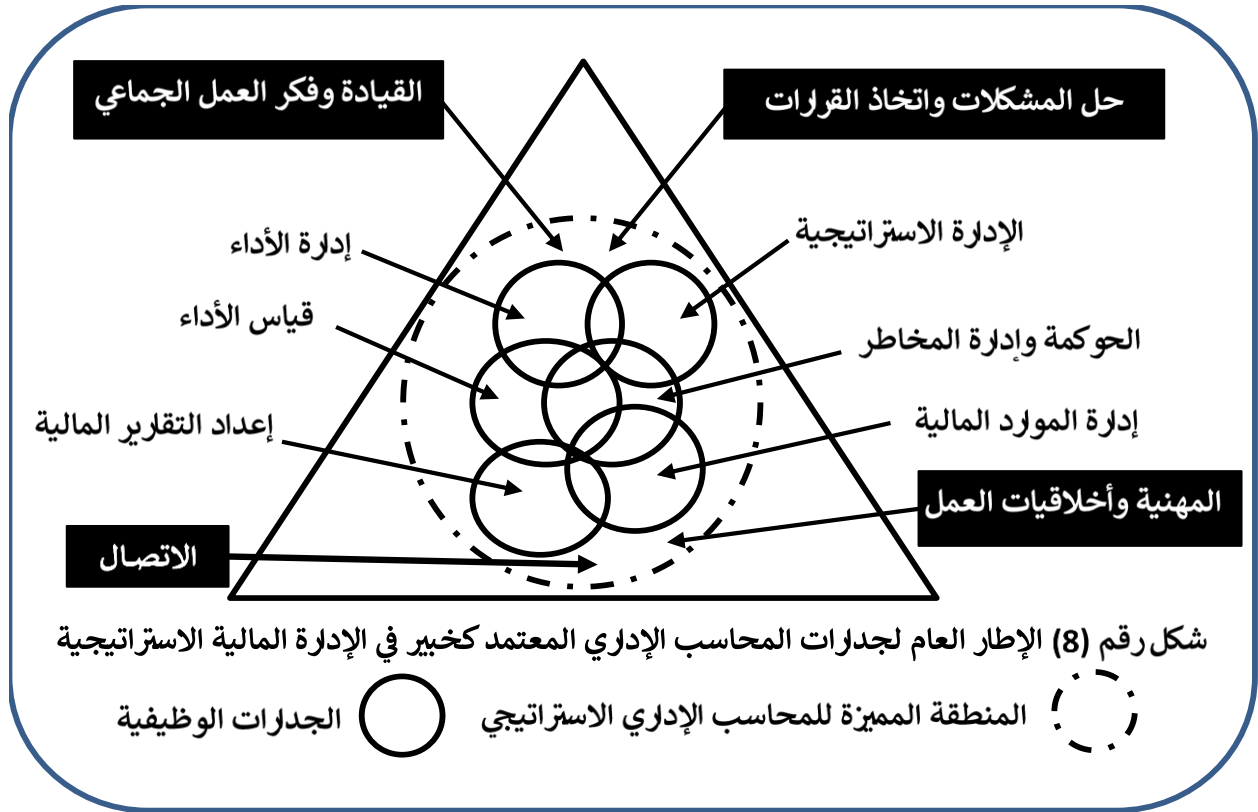 حل المشكلات واتخاذ القرارات
القيادة وفكر العمل الجماعي
الإدارة الاستراتيجية
إدارة الأداء
قياس الأداء
الحوكمة وإدارة المخاطر
إدارة الموارد المالية
إعداد التقارير المالية
المهنية وأخلاقيات العمل
الاتصال
شكل رقم (8) الإطار العام لجدارات المحاسب الإداري المعتمد كخبير في الإدارة المالية الاستراتيجية
المنطقة المميزة للمحاسب الإداري الاستراتيجي
الجدارات الوظيفية